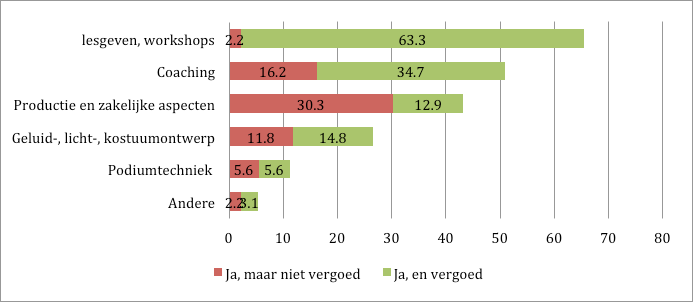 lesgeven, workshops 2.2 63.3
Coaching 16.2 34.7
Productie en zakelijke aspecten 30.3 12.9
Geluid-, licht-, kostuumontwerp 11.8 14.8
Podiumtechniek 5.6 5.6
Andere 2.2 3.1
0 10 20 30 40 50 60 70 80
Ja, maar niet vergoed Ja, en vergoed